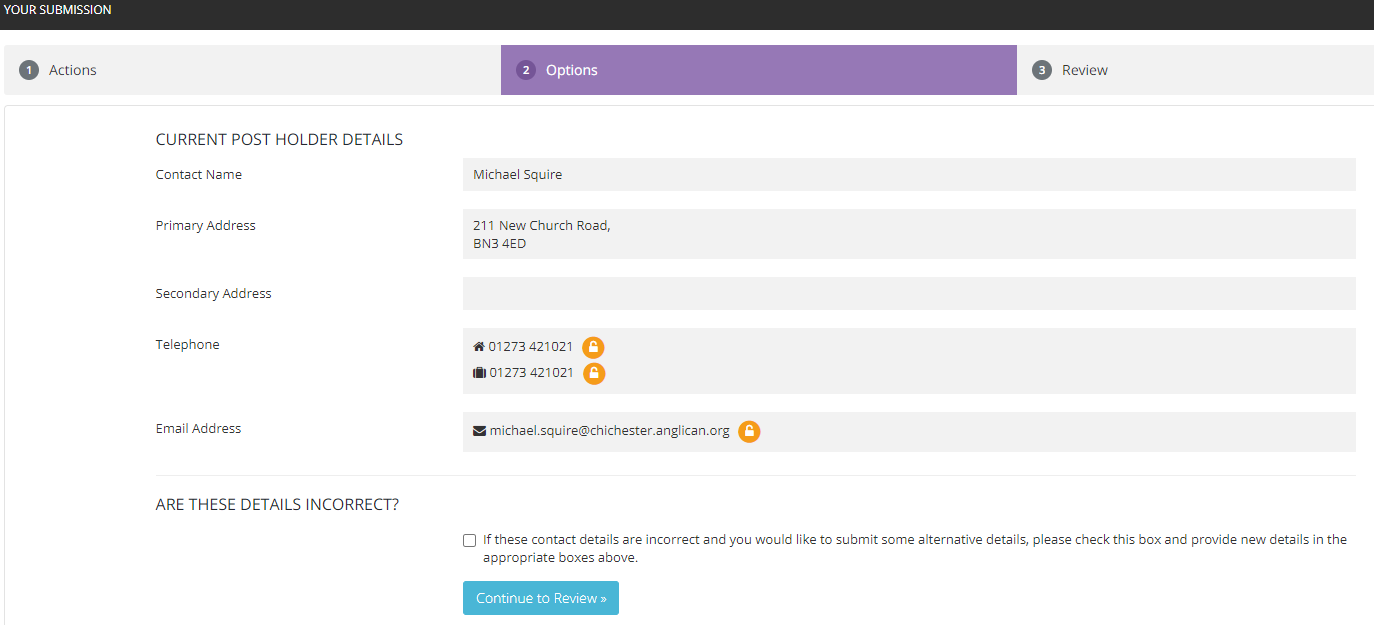 YOUR SUBMISSION
1 Actions
2 Options
3 Review
CURRENT POST HOLDER DETAILS
Contact Name
Michael Squire
Primary Address
211 New Church Road,
BN3 4ED
Secondary Address
Telephone
01273 421021
01273 421021
Email Address
michael.squire@chichester.anglican.org
ARE THESE DETAILS INCORRECT?
If these contact details are incorrect and you would like to submit some alternative details, please check this box and provide new details in the
appropriate boxes above.
Continue to Review »